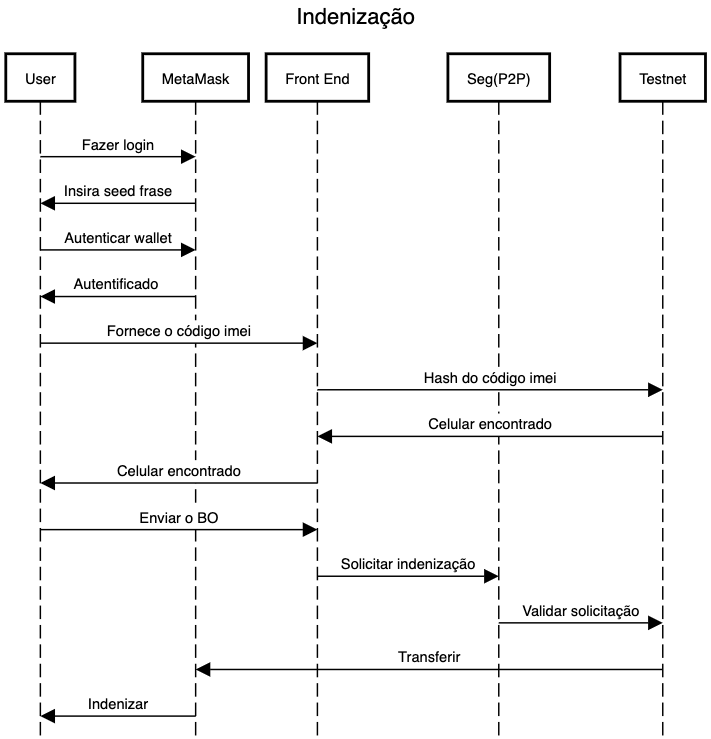 Indenização
User
MetaMask
Front End
Seg(P2P)
Testnet
Fazer login
Insira seed frase
Autenticar wallet
Autentificado
Fornece o código imei
Hash do código imei
Celular encontrado
Celular encontrado
Enviar o BO
Solicitar indenização
Validar solicitação
Transferir
Indenizar